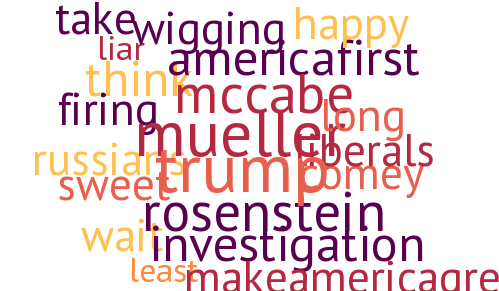 take wigging happy
liar americafirst
think mccabe
firing long
mueller liberals
russians trump comey
sweet
rosenstein
wait investigation
least makeamericagre